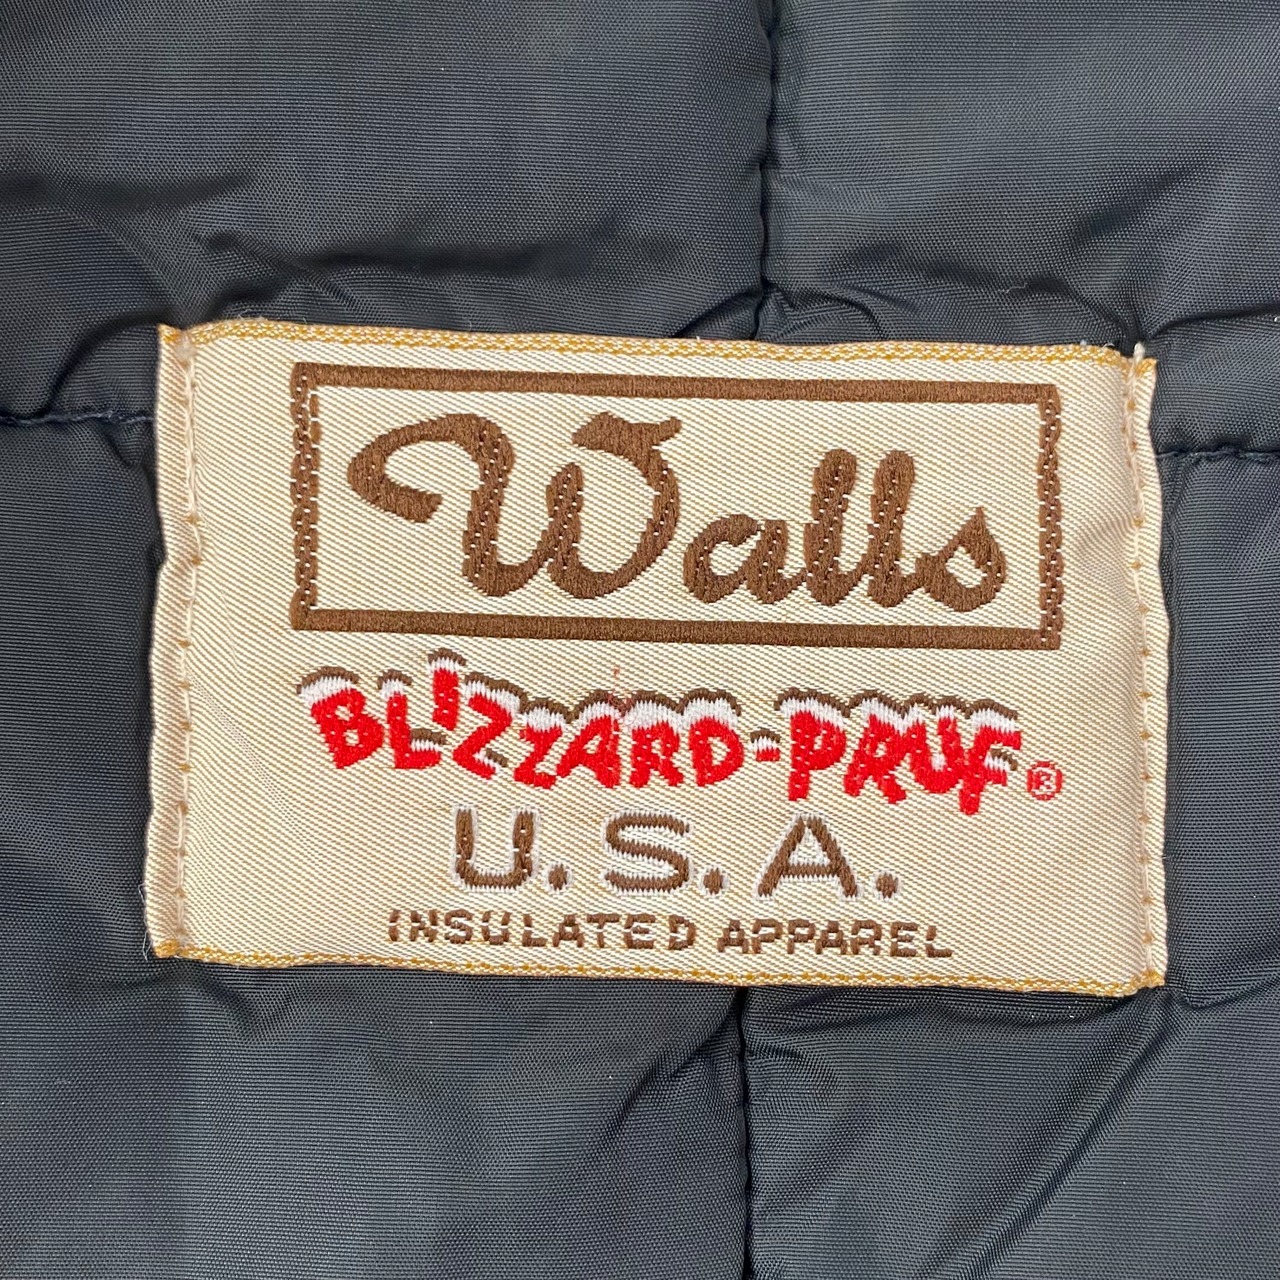 Walls
BLIZZARD-PRUF®
U.S.A.
INSULATED APPAREL